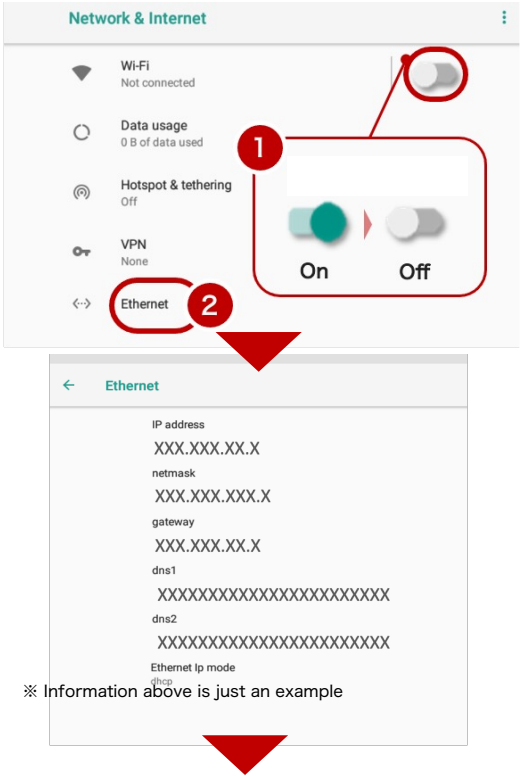 Network & Internet
Wi-Fi
Not connected
Data usage
0 B of data used
1
Hotspot & tethering
Off
On
Off
VPN
None
Ethernet
2
Ethernet
IP address
XXX.XXX.XX.X
netmask
XXX.XXX.XXX.X
gateway
XXX.XXX.XX.X
dns1
XXXXXXXXXXXXXXXXXXXXXXX
dns2
XXXXXXXXXXXXXXXXXXXXXXX
Ethernet Ip mode
dhcp
※ Information above is just an example